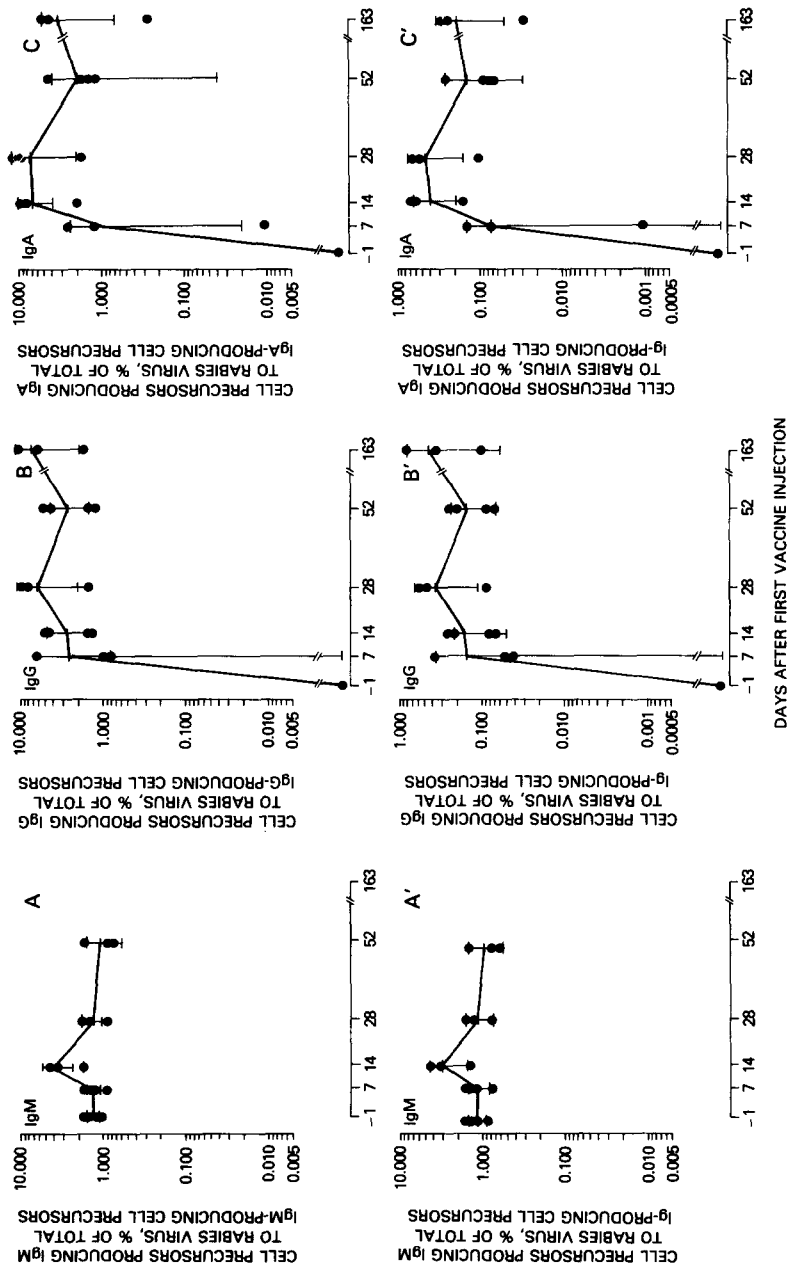 CELL PRECURSORS PRODUCING IgM
TO RABIES VIRUS, % OF TOTAL
IgM-PRODUCING CELL PRECURSORS
10.000
1.000
0.100
0.010
0.005
IgM
A
−1 7 14 28 52 163
CELL PRECURSORS PRODUCING IgG
TO RABIES VIRUS, % OF TOTAL
IgG-PRODUCING CELL PRECURSORS
10.000
1.000
0.100
0.010
0.005
IgG
B
−1 7 14 28 52 163
CELL PRECURSORS PRODUCING IgA
TO RABIES VIRUS, % OF TOTAL
IgA-PRODUCING CELL PRECURSORS
10.000
1.000
0.100
0.010
0.005
IgA
C
−1 7 14 28 52 163
CELL PRECURSORS PRODUCING IgM
TO RABIES VIRUS, % OF TOTAL
Ig-PRODUCING CELL PRECURSORS
10.000
1.000
0.100
0.010
0.005
IgM
A′
−1 7 14 28 52 163
CELL PRECURSORS PRODUCING IgG
TO RABIES VIRUS, % OF TOTAL
Ig-PRODUCING CELL PRECURSORS
1.000
0.100
0.001
0.0005
IgG
B′
−1 7 14 28 52 163
CELL PRECURSORS PRODUCING IgA
TO RABIES VIRUS, % OF TOTAL
Ig-PRODUCING CELL PRECURSORS
1.000
0.100
0.001
0.0005
IgA
C′
−1 7 14 28 52 163
DAYS AFTER FIRST VACCINE INJECTION